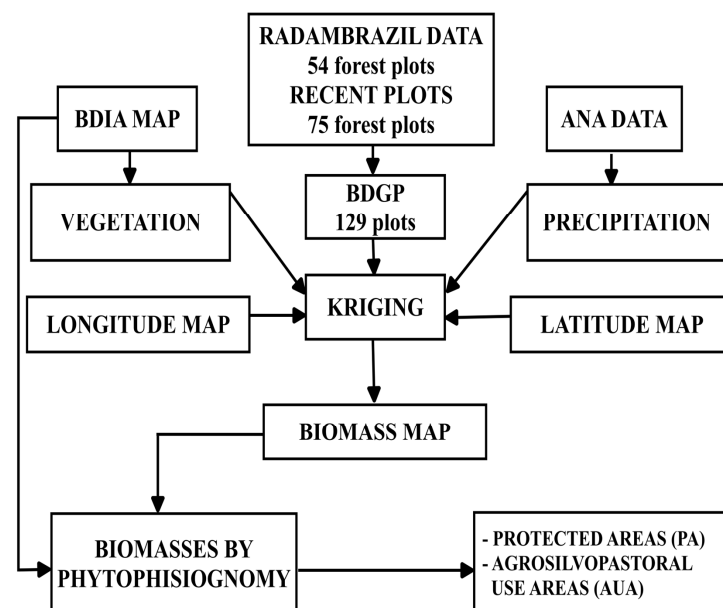 RADAMBRAZIL DATA
54 forest plots
RECENT PLOTS
75 forest plots
BDIA MAP
ANA DATA
VEGETATION
BDGP
129 plots
PRECIPITATION
LONGITUDE MAP
KRIGING
LATITUDE MAP
BIOMASS MAP
BIOMASSES BY
PHYTOPHISIOGNOMY
- PROTECTED AREAS (PA)
- AGROSILVOPASTORAL
USE AREAS (AUA)